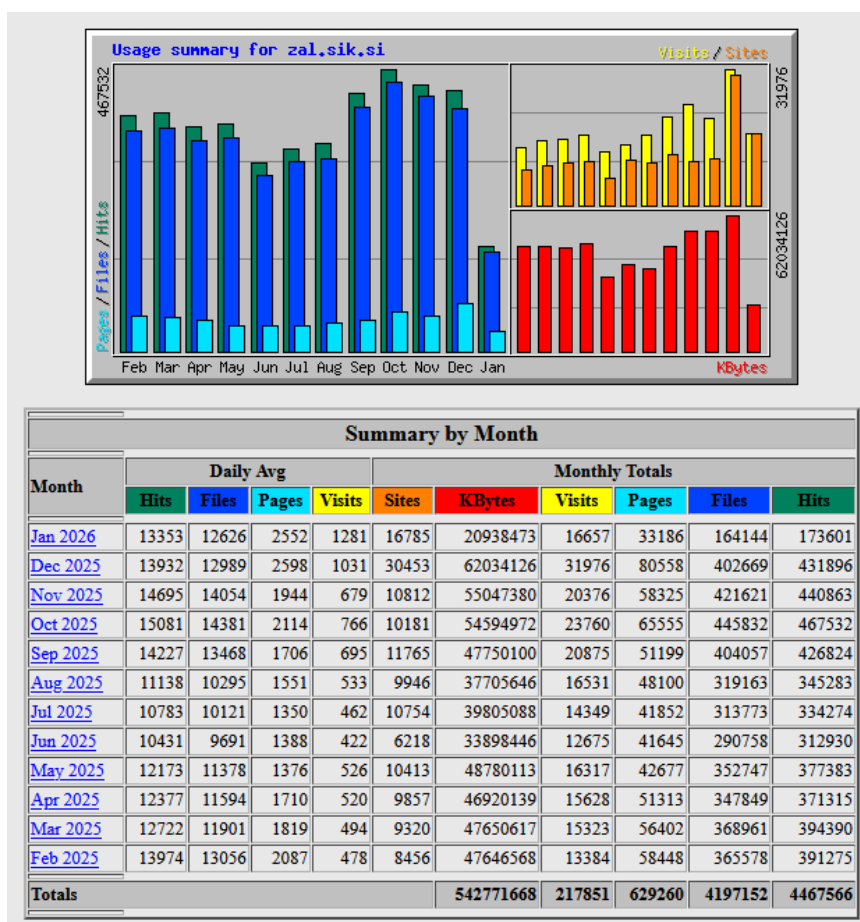 Usage summary for zal.sik.si
Visits / Sites
467532
31976
Pages / Files / Hits
62034126
Feb Mar Apr May Jun Jul Aug Sep Oct Nov Dec Jan
KBytes
Summary by Month
Month Daily Avg Monthly Totals
Hits Files Pages Visits Sites KBytes Visits Pages Files Hits
Jan 2026 13353 12626 2552 1281 16785 20938473 16657 33186 164144 173601
Dec 2025 13932 12989 2598 1031 30453 62034126 31976 80558 402669 431896
Nov 2025 14695 14054 1944 679 10812 55047380 20376 58325 421621 440863
Oct 2025 15081 14381 2114 766 10181 54594972 23760 65555 445832 467532
Sep 2025 14227 13468 1706 695 11765 47750100 20875 51199 404057 426824
Aug 2025 11138 10295 1551 533 9946 37705646 16531 48100 319163 345283
Jul 2025 10783 10121 1350 462 10754 39805088 14349 41852 313773 334274
Jun 2025 10431 9691 1388 422 6218 33898446 12675 41645 290758 312930
May 2025 12173 11378 1376 526 10413 48780113 16317 42677 352747 377383
Apr 2025 12377 11594 1710 520 9857 46920139 15628 51313 347849 371315
Mar 2025 12722 11901 1819 494 9320 47650617 15323 56402 368961 394390
Feb 2025 13974 13056 2087 478 8456 47646568 13384 58448 365578 391275
Totals 542771668 217851 629260 4197152 4467566